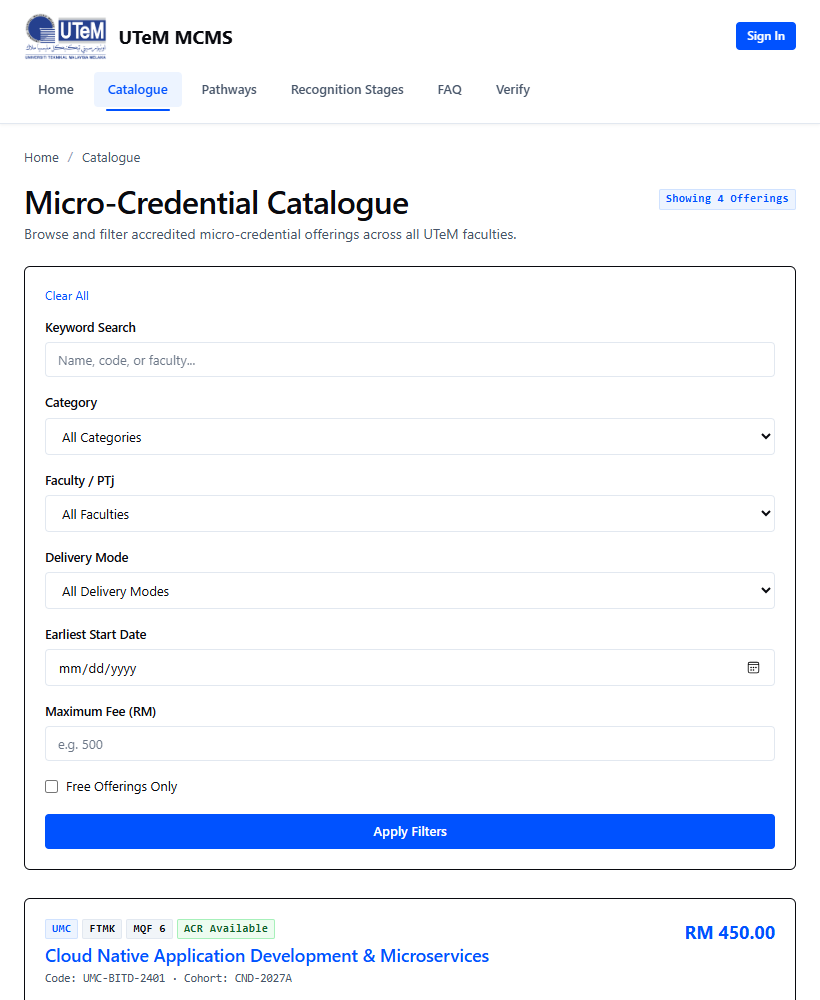 UTeM
UNIVERSITI TEKNIKAL MALAYSIA MELAKA
UTeM MCMS
Sign In
Home
Catalogue
Pathways
Recognition Stages
FAQ
Verify
Home / Catalogue
Micro-Credential Catalogue
Showing 4 Offerings
Browse and filter accredited micro-credential offerings across all UTeM faculties.
Clear All
Keyword Search
Name, code, or faculty...
Category
All Categories
Faculty / PTj
All Faculties
Delivery Mode
All Delivery Modes
Earliest Start Date
mm/dd/yyyy
Maximum Fee (RM)
e.g. 500
Free Offerings Only
Apply Filters
UMC FTMK MQF 6 ACR Available
RM 450.00
Cloud Native Application Development & Microservices
Code: UMC-BITD-2401 · Cohort: CND-2027A